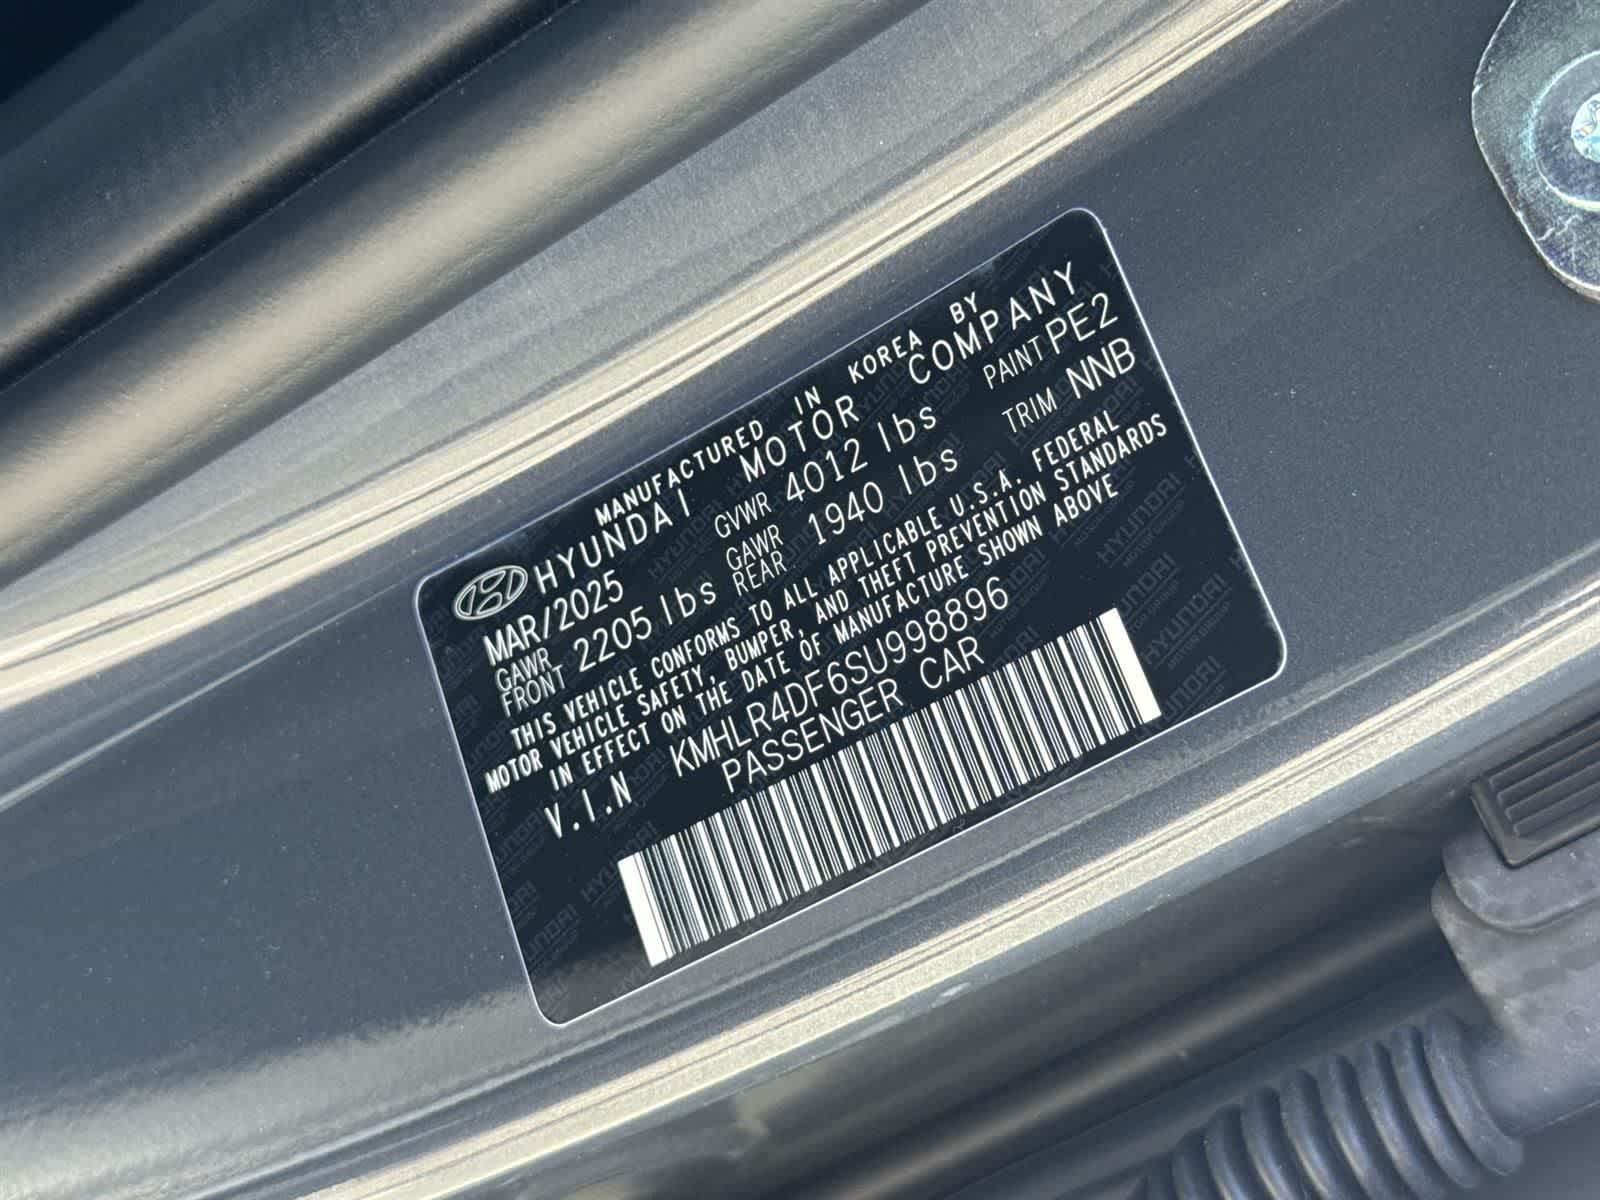 MANUFACTURED IN KOREA BY
HYUNDAI MOTOR COMPANY
MAR/2025 GVWR 4012 lbs PAINT PE2
GAWR FRONT 2205 lbs GAWR REAR 1940 lbs TRIM NNB
THIS VEHICLE CONFORMS TO ALL APPLICABLE U.S.A. FEDERAL
MOTOR VEHICLE SAFETY, BUMPER, AND THEFT PREVENTION STANDARDS
IN EFFECT ON THE DATE OF MANUFACTURE SHOWN ABOVE
V.I.N KMHLR4DF6SU998896
PASSENGER CAR